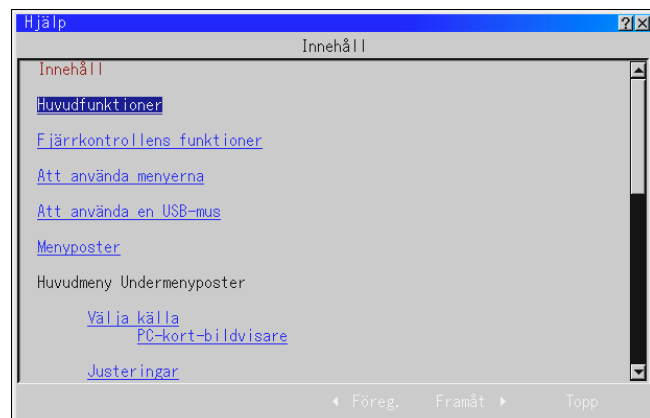 Hjälp
Innehåll
Innehåll
Huvudfunktioner
Fjärrkontrollens funktioner
Att använda menyerna
Att använda en USB-mus
Menyposter
Huvudmeny Undermenyposter
Välja källa
PC-kort-bildvisare
Justeringar
Föreg. Framåt Topp